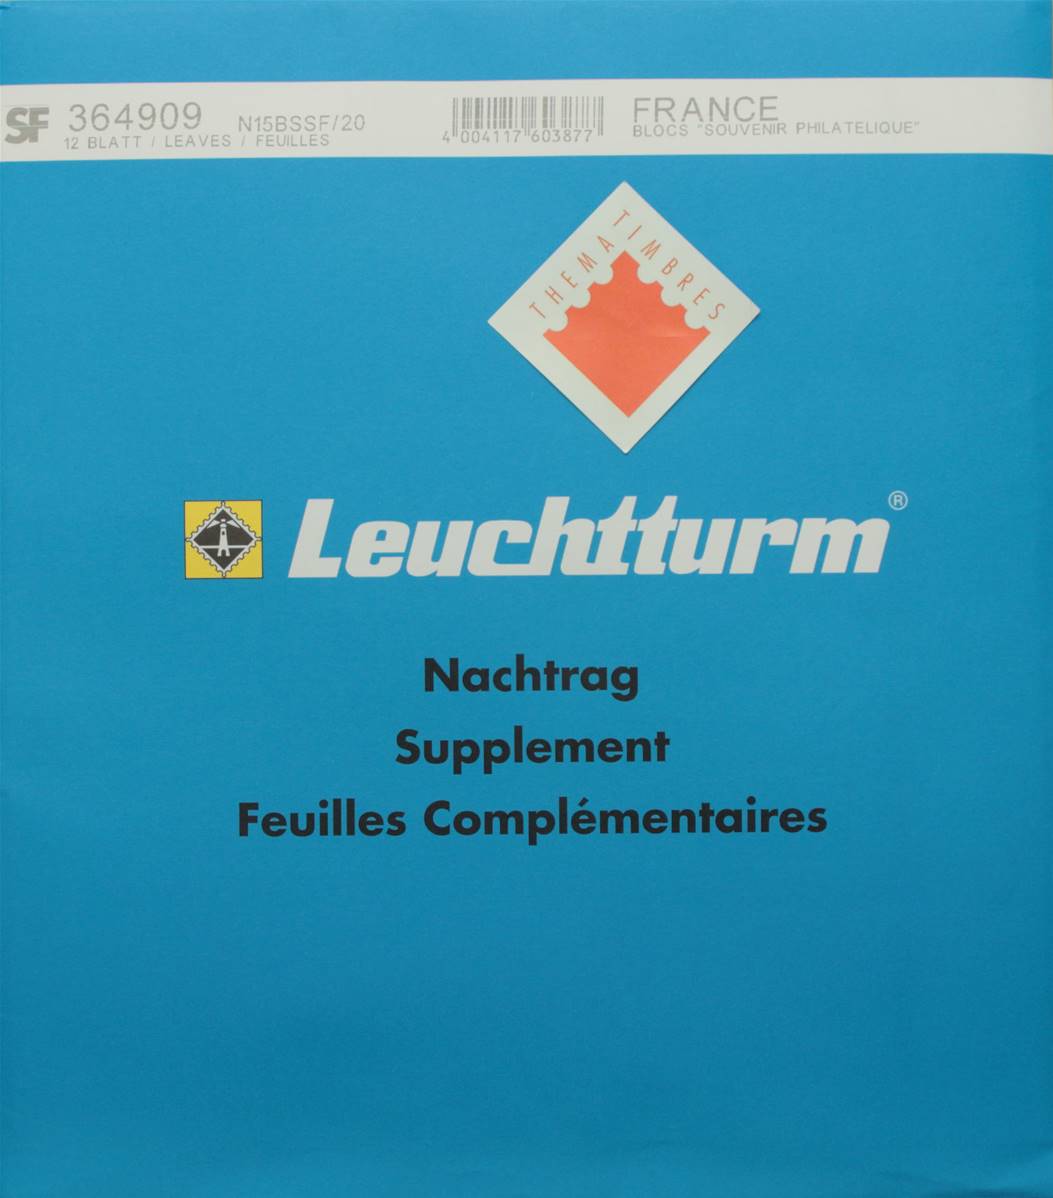 SF 364909 N15BSSF/20
12 BLATT / LEAVES / FEUILLES
4 004117 603877
FRANCE
BLOCS "SOUVENIR PHILATELIQUE"
THEMA TIMBRES
Leuchtturm®
Nachtrag
Supplement
Feuilles Complémentaires